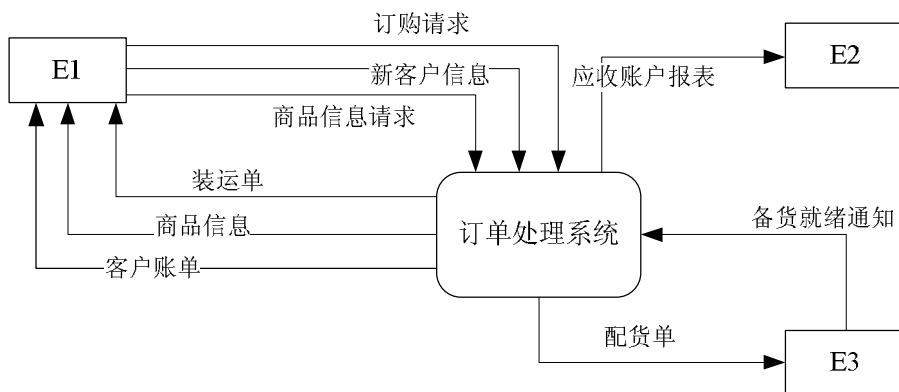 订购请求
E1
新客户信息
应收账户报表
E2
商品信息请求
装运单
商品信息
订单处理系统
备货就绪通知
客户账单
配货单
E3